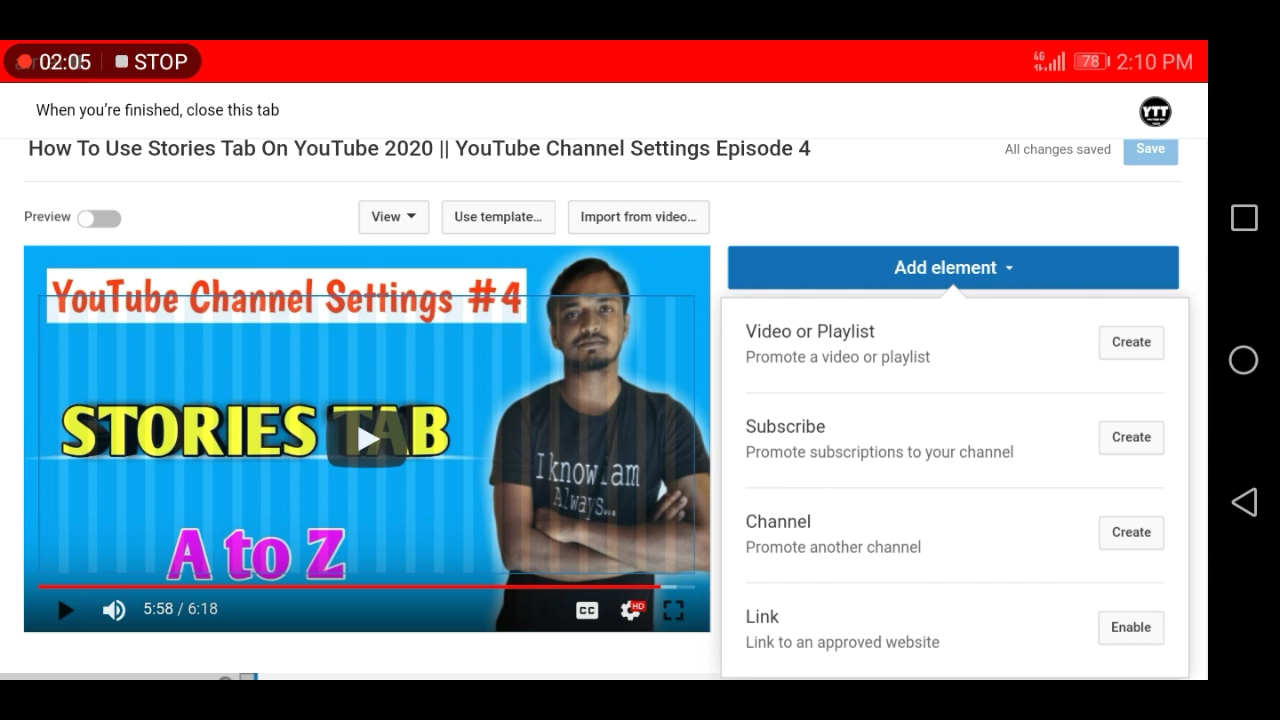 02:05 STOP
4G 78 2:10 PM
When you're finished, close this tab
YTT
How To Use Stories Tab On YouTube 2020 || YouTube Channel Settings Episode 4
All changes saved
Save
Preview
View
Use template...
Import from video...
YouTube Channel Settings #4
STORIES TAB
A to Z
I know I am
Always...
5:58 / 6:18
CC
HD
Add element
Video or Playlist
Promote a video or playlist
Create
Subscribe
Promote subscriptions to your channel
Create
Channel
Promote another channel
Create
Link
Link to an approved website
Enable